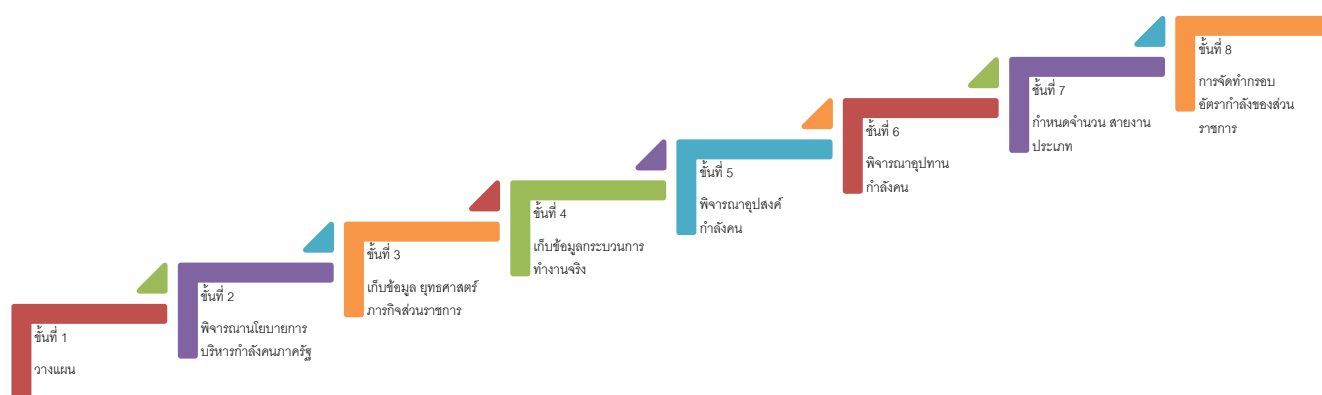 ขั้นที่ 1
วางแผน
ขั้นที่ 2
พิจารณานโยบายการ
บริหารกำลังคนภาครัฐ
ขั้นที่ 3
เก็บข้อมูล ยุทธศาสตร์
ภารกิจส่วนราชการ
ขั้นที่ 4
เก็บข้อมูลกระบวนการ
ทำงานจริง
ขั้นที่ 5
พิจารณาอุปสงค์
กำลังคน
ขั้นที่ 6
พิจารณาอุปทาน
กำลังคน
ขั้นที่ 7
กำหนดจำนวน สายงาน
ประเภท
ขั้นที่ 8
การจัดทำกรอบ
อัตรากำลังของส่วน
ราชการ